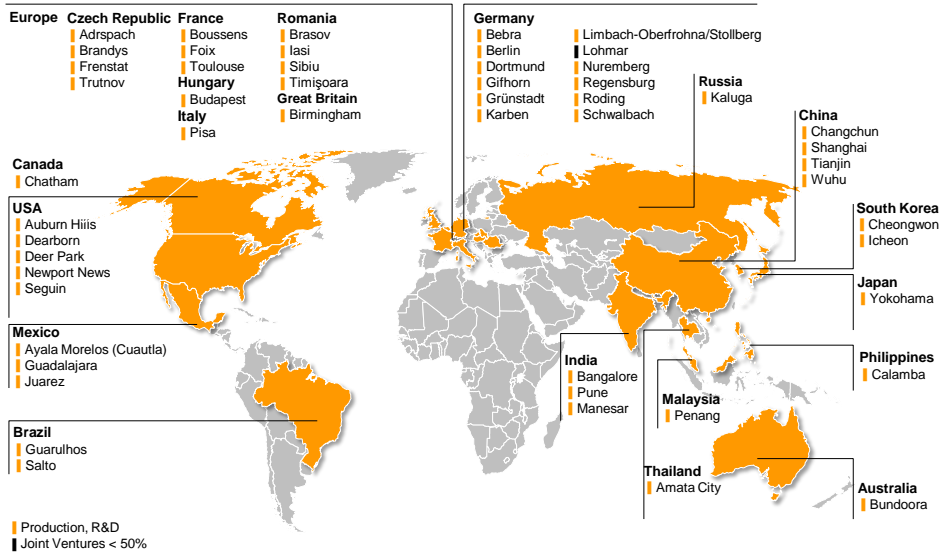 Europe
Czech Republic
Adrspach
Brandys
Frenstat
Trutnov
France
Boussens
Foix
Toulouse
Hungary
Budapest
Italy
Pisa
Romania
Brasov
Iasi
Sibiu
Timişoara
Great Britain
Birmingham
Germany
Bebra
Berlin
Dortmund
Gifhorn
Grünstadt
Karben
Limbach-Oberfrohna/Stollberg
Lohmar
Nuremberg
Regensburg
Roding
Schwalbach
Russia
Kaluga
China
Changchun
Shanghai
Tianjin
Wuhu
Canada
Chatham
USA
Auburn Hiiis
Dearborn
Deer Park
Newport News
Seguin
South Korea
Cheongwon
Icheon
Japan
Yokohama
Mexico
Ayala Morelos (Cuautla)
Guadalajara
Juarez
India
Bangalore
Pune
Manesar
Philippines
Calamba
Malaysia
Penang
Brazil
Guarulhos
Salto
Thailand
Amata City
Australia
Bundoora
Production, R&D
Joint Ventures < 50%